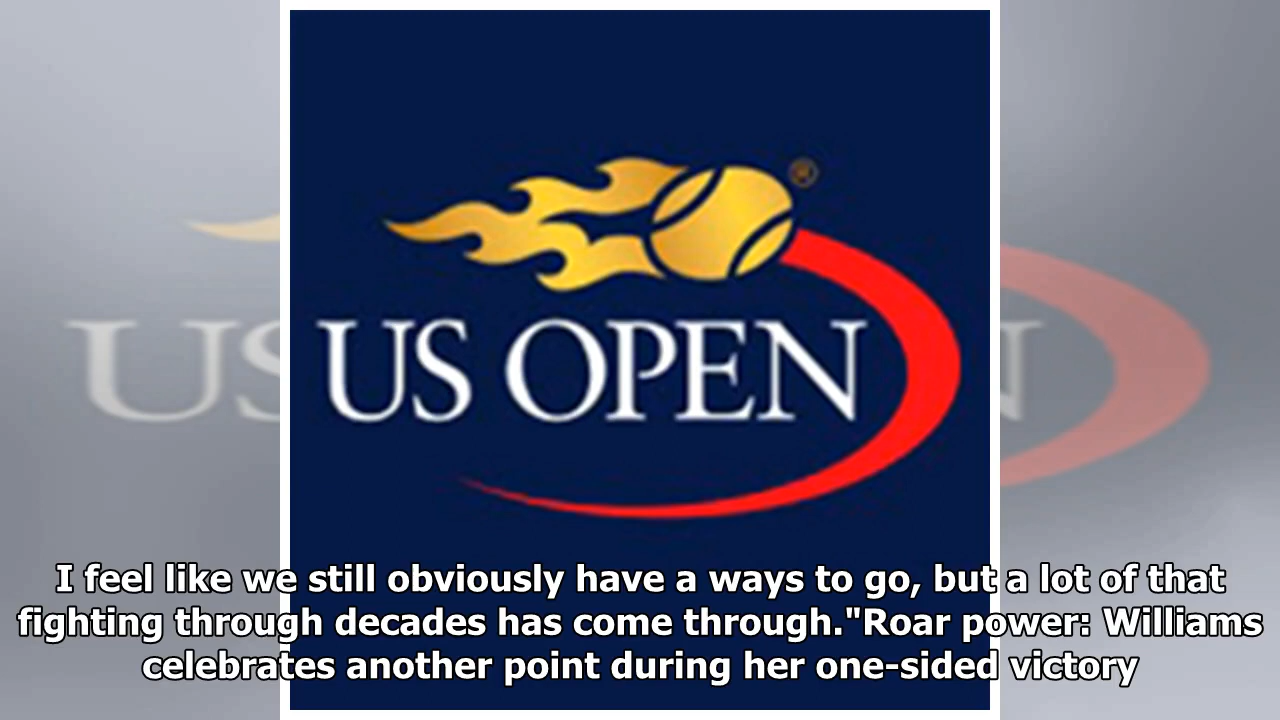 ®
US OPEN
I feel like we still obviously have a ways to go, but a lot of that
fighting through decades has come through."Roar power: Williams
celebrates another point during her one-sided victory